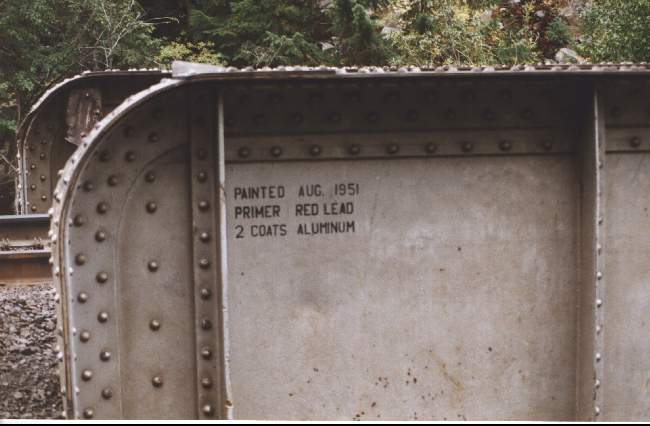 PAINTED AUG. 1951
PRIMER RED LEAD
2 COATS ALUMINUM